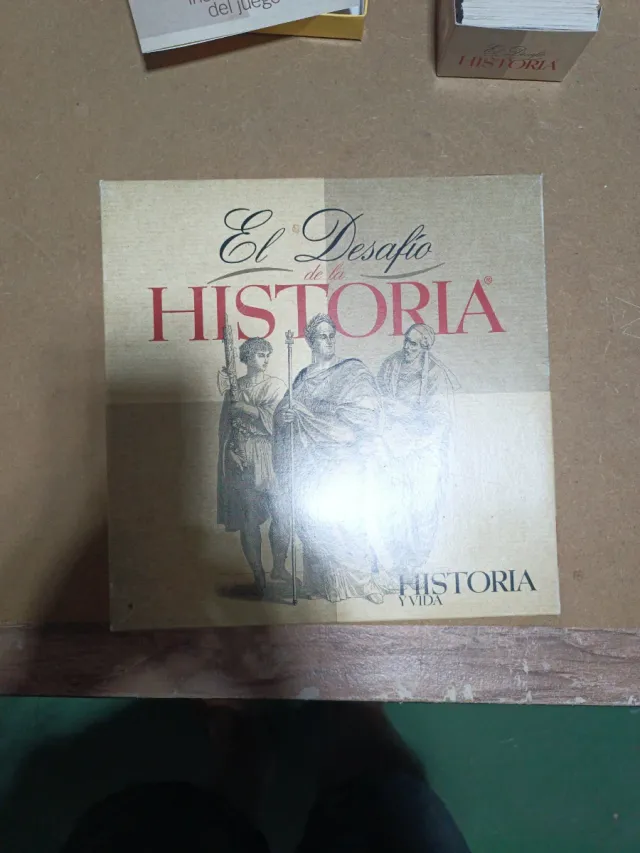 del juego
El Desafío
de la
HISTORIA
HISTORIA®
HISTORIA
Y VIDA